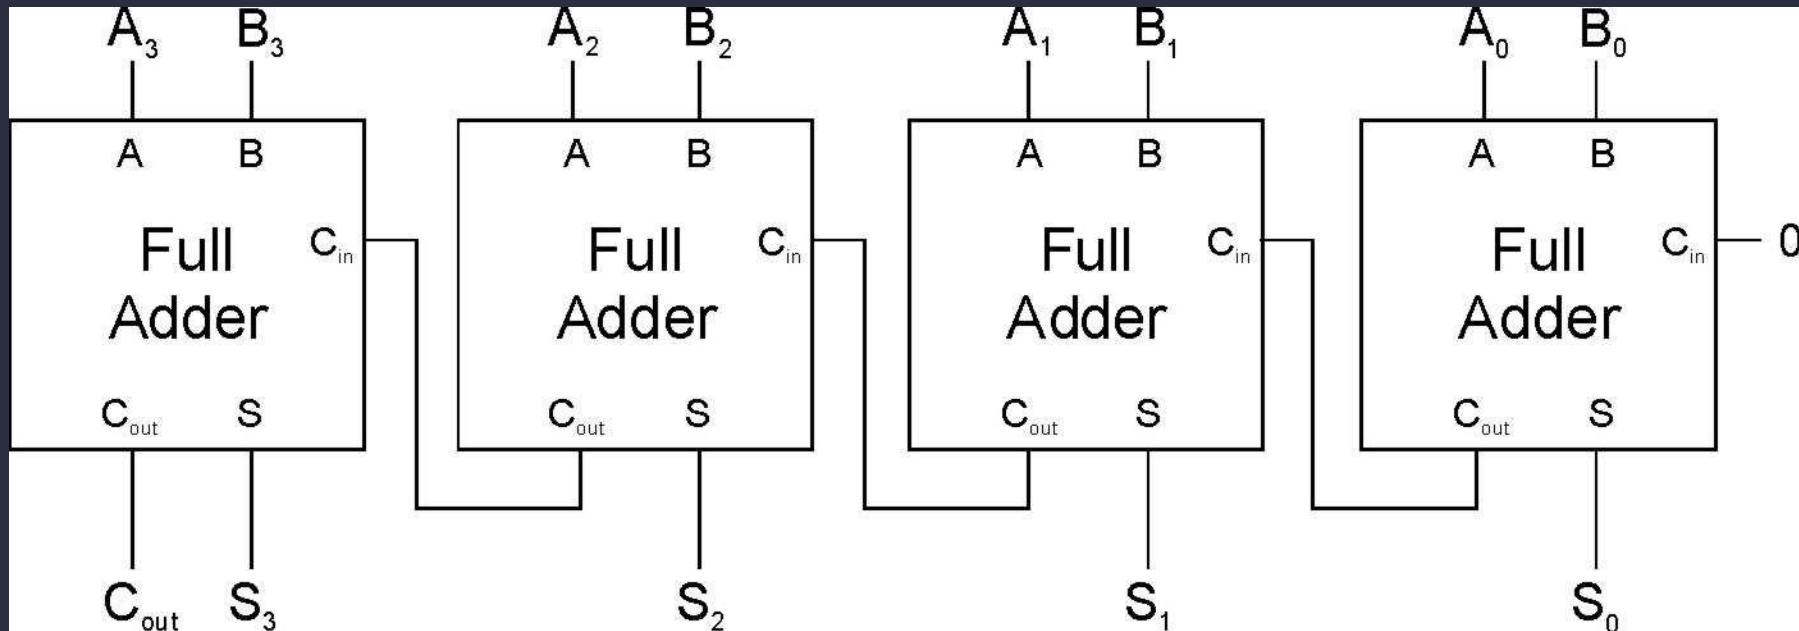 A₃ B₃ A₂ B₂ A₁ B₁ A₀ B₀
A B A B A B A B
Cᵢₙ Cᵢₙ Cᵢₙ Cᵢₙ 0
Full Full Full Full
Adder Adder Adder Adder
Cₒᵤₜ S Cₒᵤₜ S Cₒᵤₜ S Cₒᵤₜ S
Cₒᵤₜ S₃ S₂ S₁ S₀